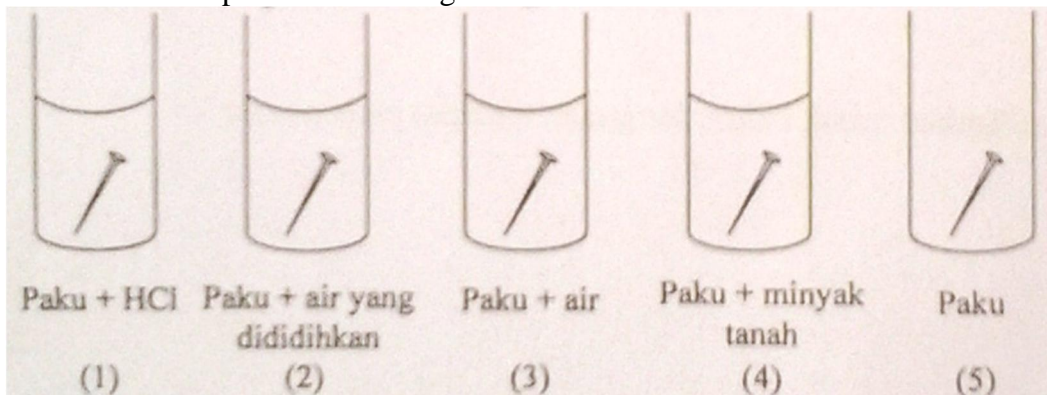 Paku + HCl Paku + air yang Paku + air Paku + minyak Paku
dididihkan tanah
(1) (2) (3) (4) (5)